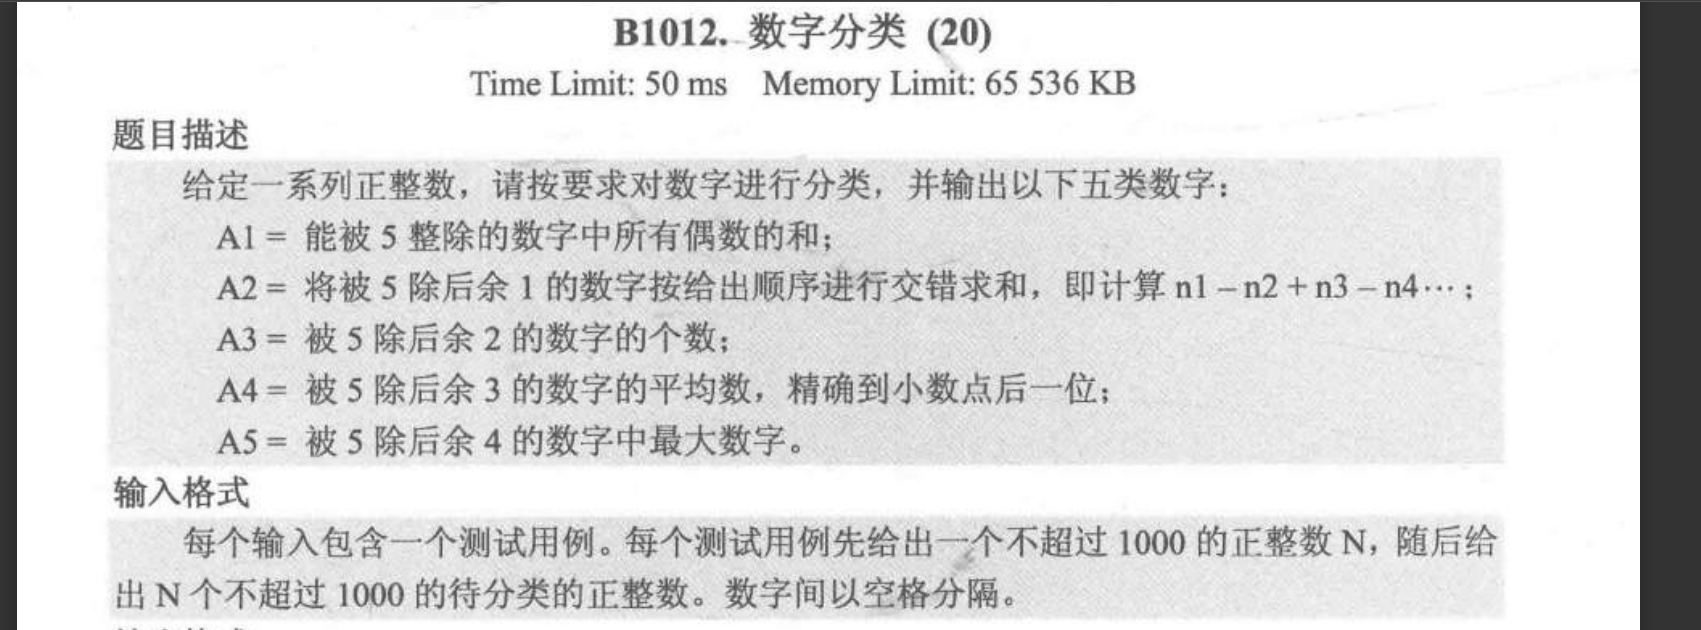 B1012. 数字分类 (20)
Time Limit: 50 ms Memory Limit: 65 536 KB
题目描述
给定一系列正整数，请按要求对数字进行分类，并输出以下五类数字：
A1 = 能被 5 整除的数字中所有偶数的和；
A2 = 将被 5 除后余 1 的数字按给出顺序进行交错求和，即计算 n1 – n2 + n3 – n4…；
A3 = 被 5 除后余 2 的数字的个数；
A4 = 被 5 除后余 3 的数字的平均数，精确到小数点后一位；
A5 = 被 5 除后余 4 的数字中最大数字。
输入格式
每个输入包含一个测试用例。每个测试用例先给出一个不超过 1000 的正整数 N，随后给
出 N 个不超过 1000 的待分类的正整数。数字间以空格分隔。